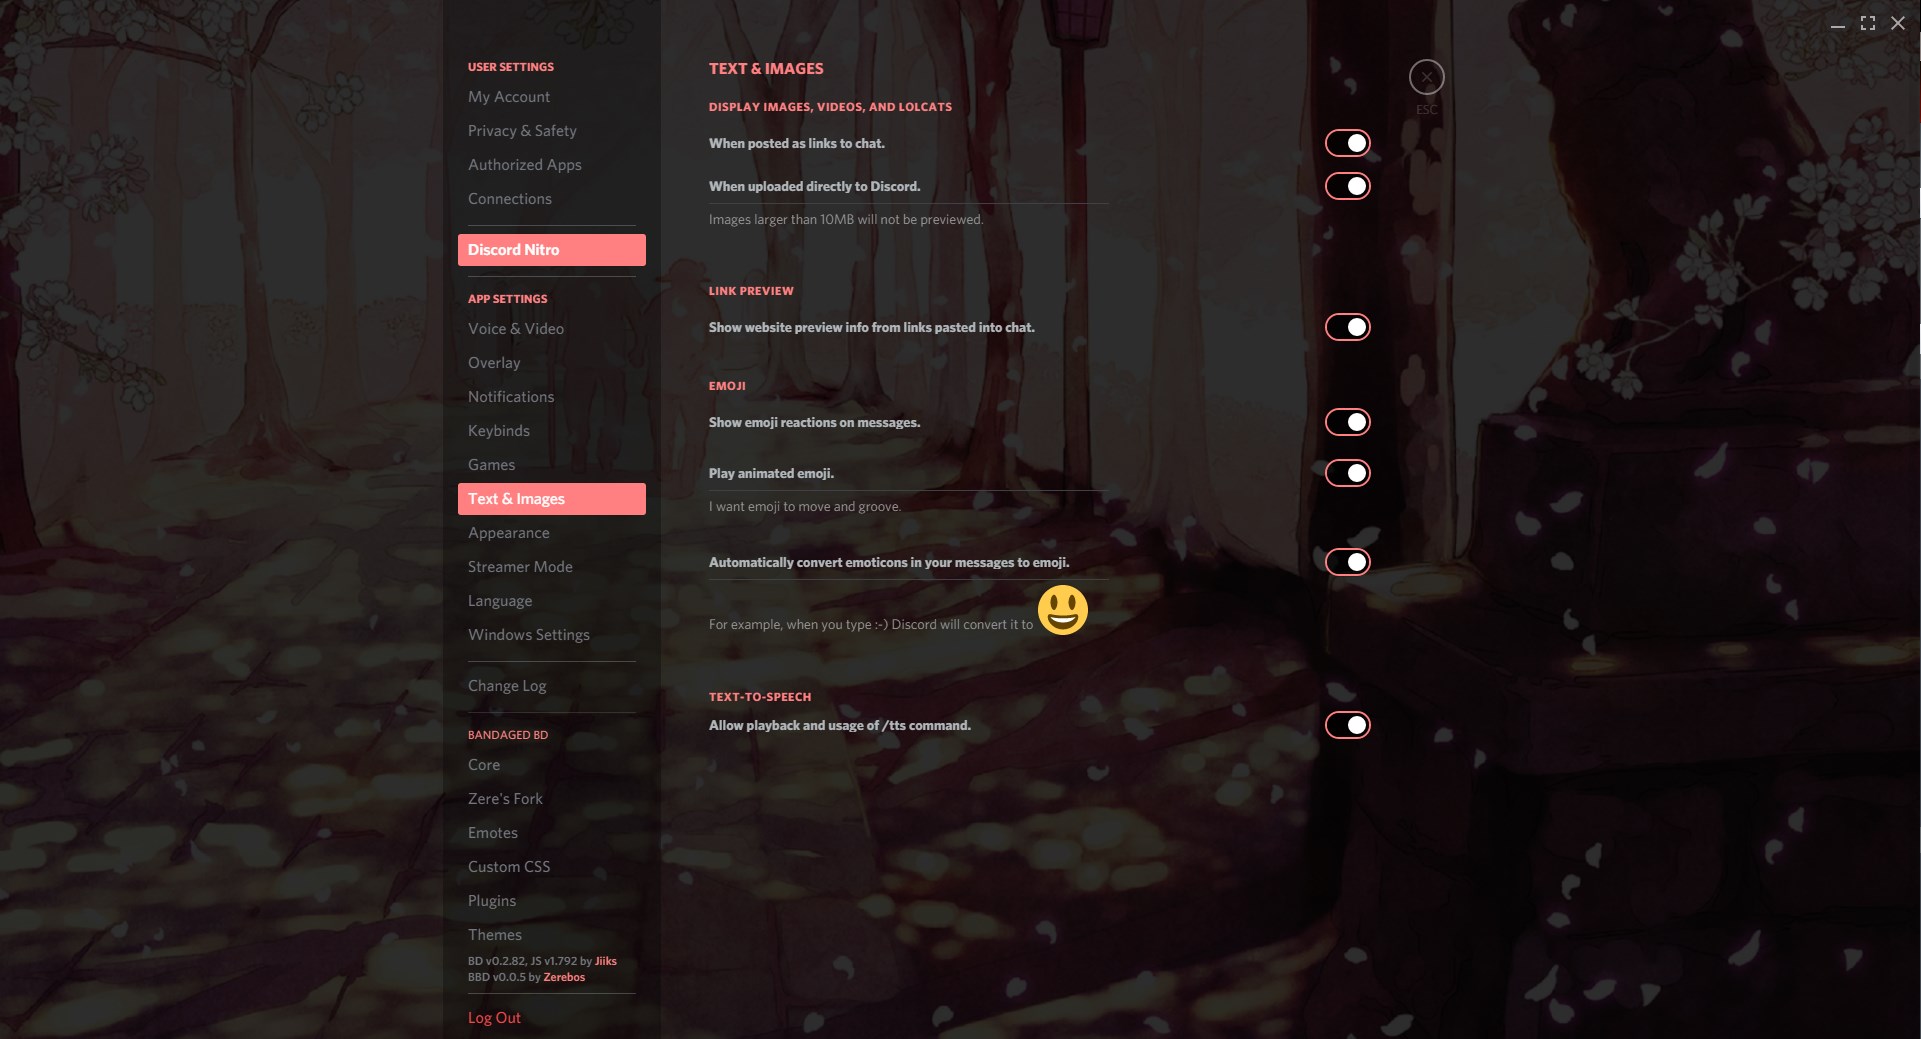 USER SETTINGS
My Account
Privacy & Safety
Authorized Apps
Connections
Discord Nitro
APP SETTINGS
Voice & Video
Overlay
Notifications
Keybinds
Games
Text & Images
Appearance
Streamer Mode
Language
Windows Settings
Change Log
BANDAGED BD
Core
Zere's Fork
Emotes
Custom CSS
Plugins
Themes
BD v0.2.82, JS v1.792 by Jiiks
BBD v0.0.5 by Zerebos
Log Out
TEXT & IMAGES
DISPLAY IMAGES, VIDEOS, AND LOLCATS
When posted as links to chat.
When uploaded directly to Discord.
Images larger than 10MB will not be previewed.
LINK PREVIEW
Show website preview info from links pasted into chat.
EMOJI
Show emoji reactions on messages.
Play animated emoji.
I want emoji to move and groove.
Automatically convert emoticons in your messages to emoji.
For example, when you type :-) Discord will convert it to
TEXT-TO-SPEECH
Allow playback and usage of /tts command.
ESC